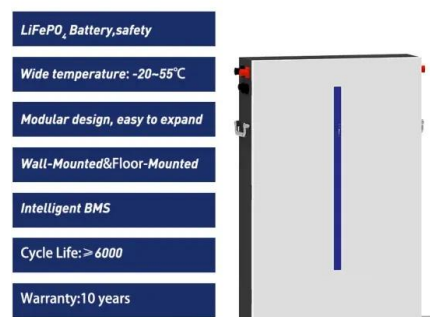 LiFePO₄ Battery,safety
Wide temperature: -20~55℃
Modular design, easy to expand
Wall-Mounted&Floor-Mounted
Intelligent BMS
Cycle Life:≥6000
Warranty:10 years